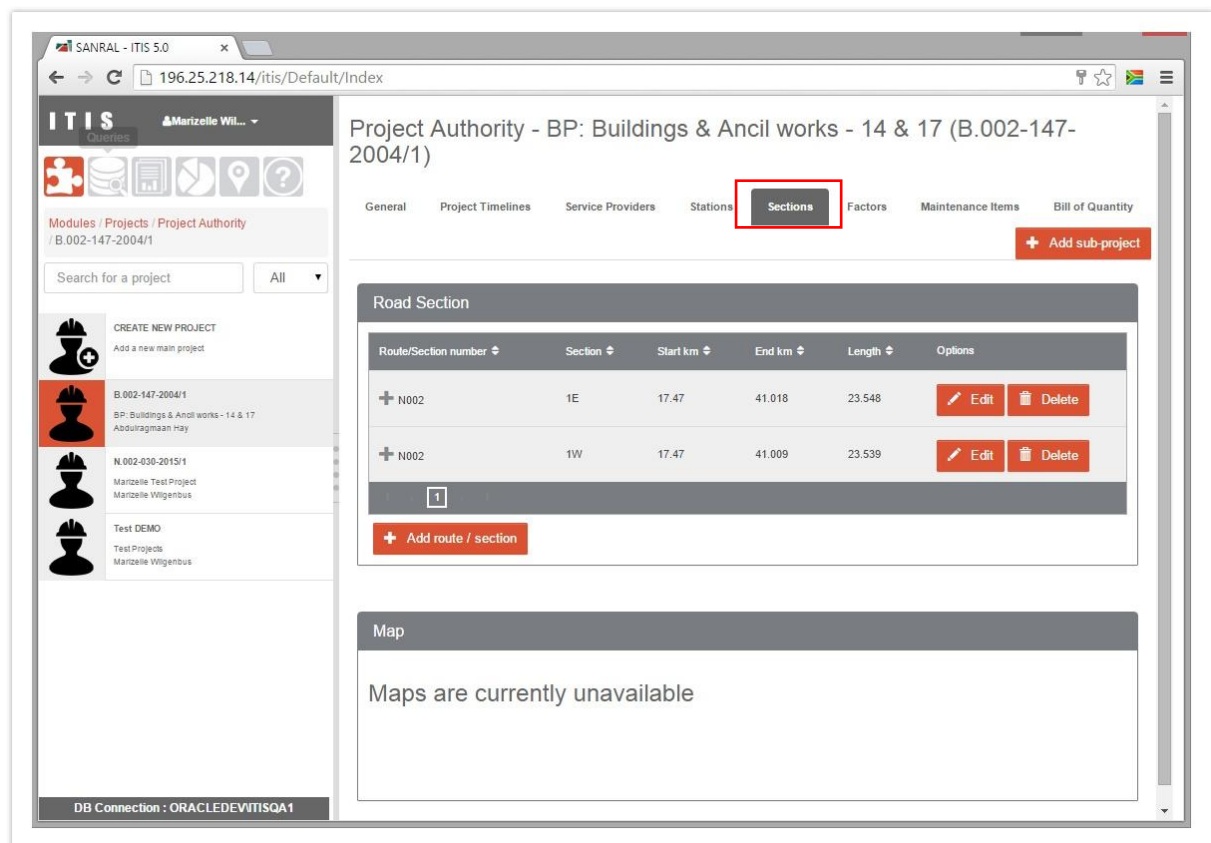 SANRAL - ITIS 5.0
196.25.218.14/itis/Default/Index
ITIS
Marizelle Wil...
Queries
Modules / Projects / Project Authority
/ B.002-147-2004/1
Search for a project
All
CREATE NEW PROJECT
Add a new main project
B.002-147-2004/1
BP: Buildings & Ancil works - 14 & 17
Abdulragmaan Hay
N.002-030-2015/1
Marizelle Test Project
Marizelle Wilgenbus
Test DEMO
Test Projects
Marizelle Wilgenbus
DB Connection : ORACLEDEV\ITISQA1
Project Authority - BP: Buildings & Ancil works - 14 & 17 (B.002-147-
2004/1)
General Project Timelines Service Providers Stations Sections Factors Maintenance Items Bill of Quantity
Add sub-project
Road Section
Route/Section number Section Start km End km Length Options
N002 1E 17.47 41.018 23.548 Edit Delete
N002 1W 17.47 41.009 23.539 Edit Delete
1
Add route / section
Map
Maps are currently unavailable